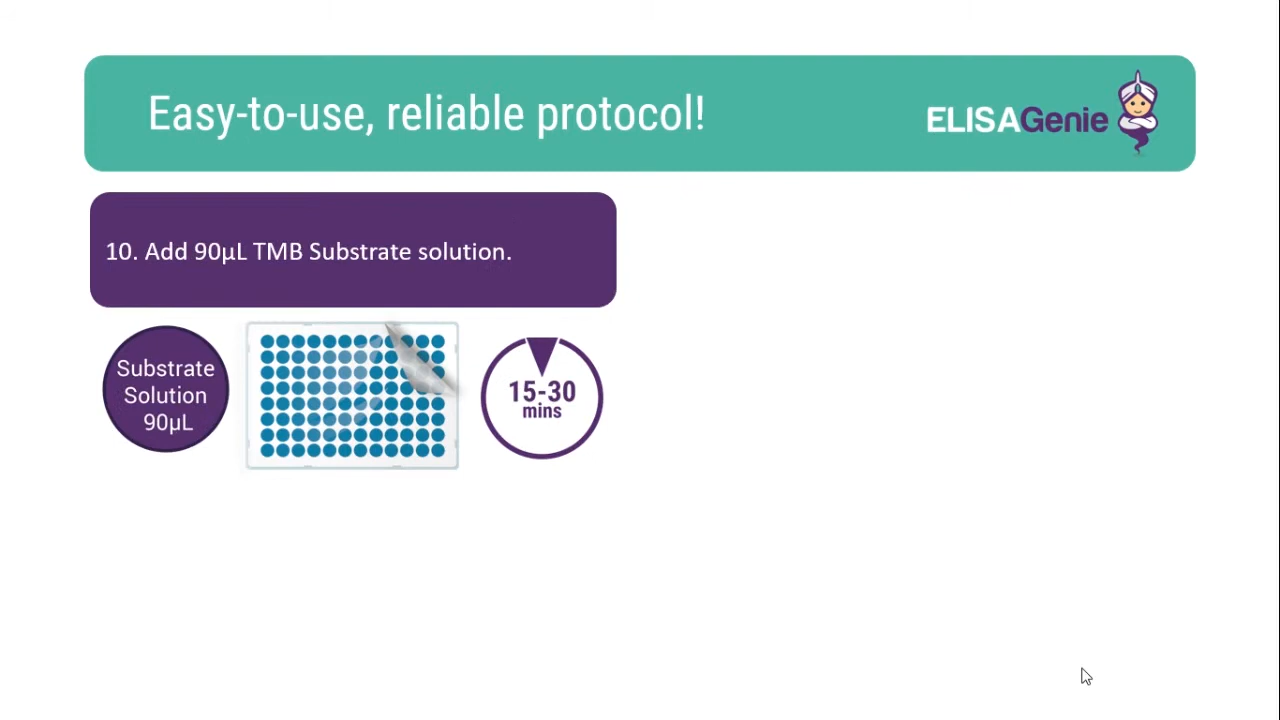 Easy-to-use, reliable protocol!
ELISAGenie
10. Add 90µL TMB Substrate solution.
Substrate
Solution
90µL
15-30
mins